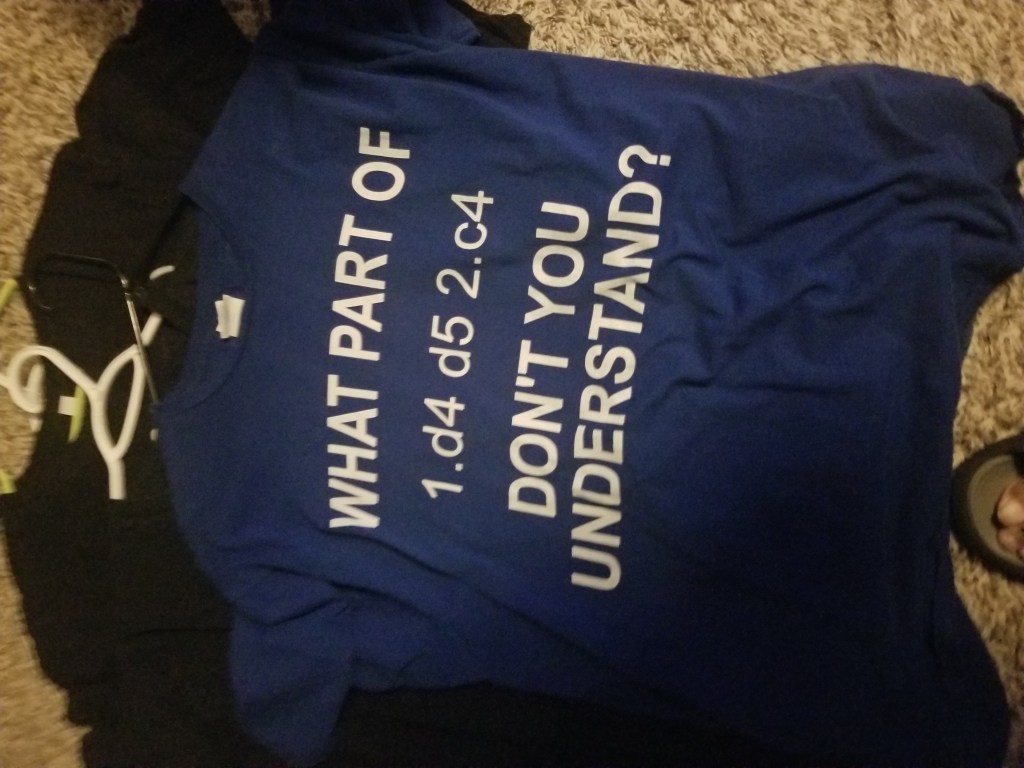 WHAT PART OF
1.d4 d5 2.c4
DON'T YOU
UNDERSTAND?